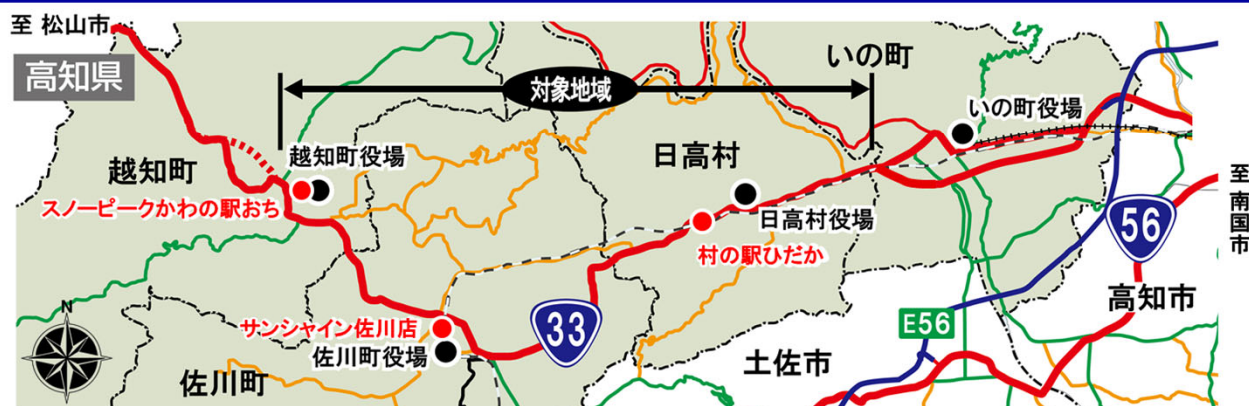 至 松山市
高知県
対象地域
いの町
いの町役場
越知町役場
越知町
スノーピークかわの駅おち
日高村
日高村役場
村の駅ひだか
至南国市
56
高知市
E56
33
サンシャイン佐川店
佐川町役場
佐川町
土佐市
N